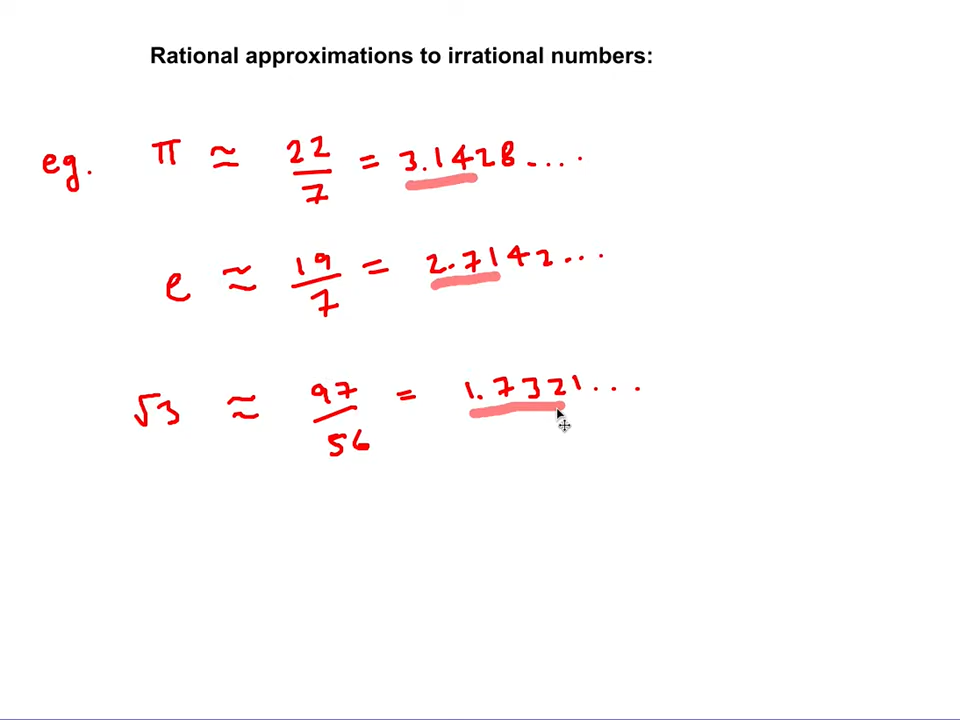 Rational approximations to irrational numbers:
eg. π ≈ 22/7 = 3.1428....
e ≈ 19/7 = 2.7142...
√3 ≈ 97/56 = 1.7321...